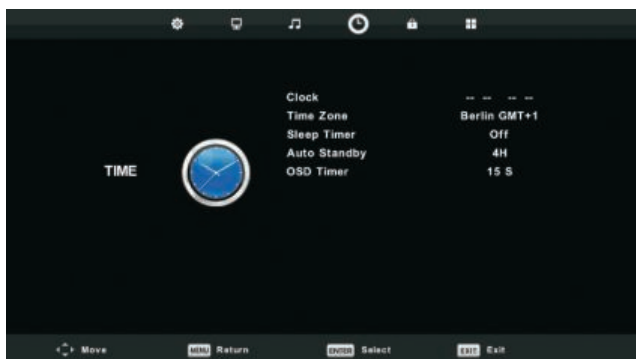 Clock -- -- -- --
Time Zone Berlin GMT+1
Sleep Timer Off
Auto Standby 4H
TIME
OSD Timer 15 S
Move MENU Return ENTER Select EXIT Exit